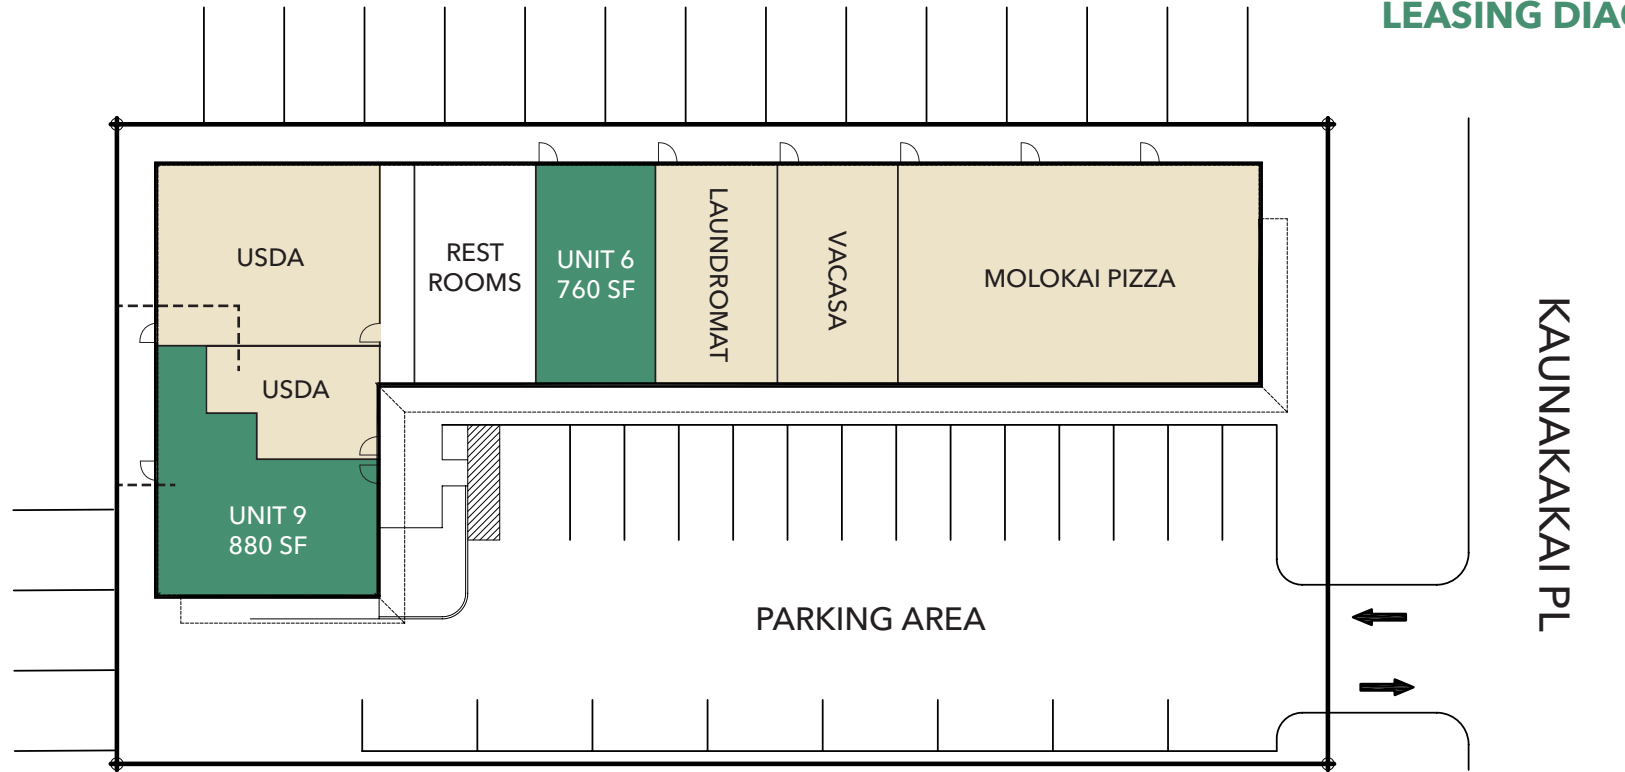 LEASING
USDA
REST
ROOMS
UNIT 6
760 SF
LAUNDROMAT
VACASA
MOLOKAI PIZZA
USDA
UNIT 9
880 SF
PARKING AREA
KAUNAKAKAI PL